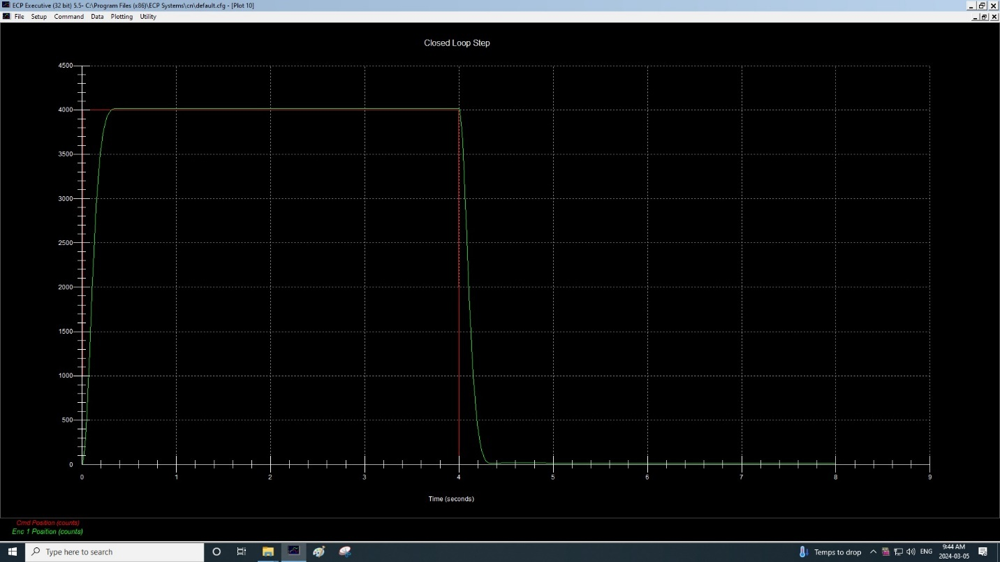 ECP Executive (32 bit) 5.5- C:\Program Files (x86)\ECP Systems\cn\default.cfg - [Plot 10]
File Setup Command Data Plotting Utility
Closed Loop Step
4500
4000
3500
3000
2500
2000
1500
1000
500
0
0 1 2 3 4 5 6 7 8 9
Time (seconds)
Cmd Position (counts)
Enc 1 Position (counts)
Type here to search
Temps to drop
ENG
9:44 AM
2024-03-05